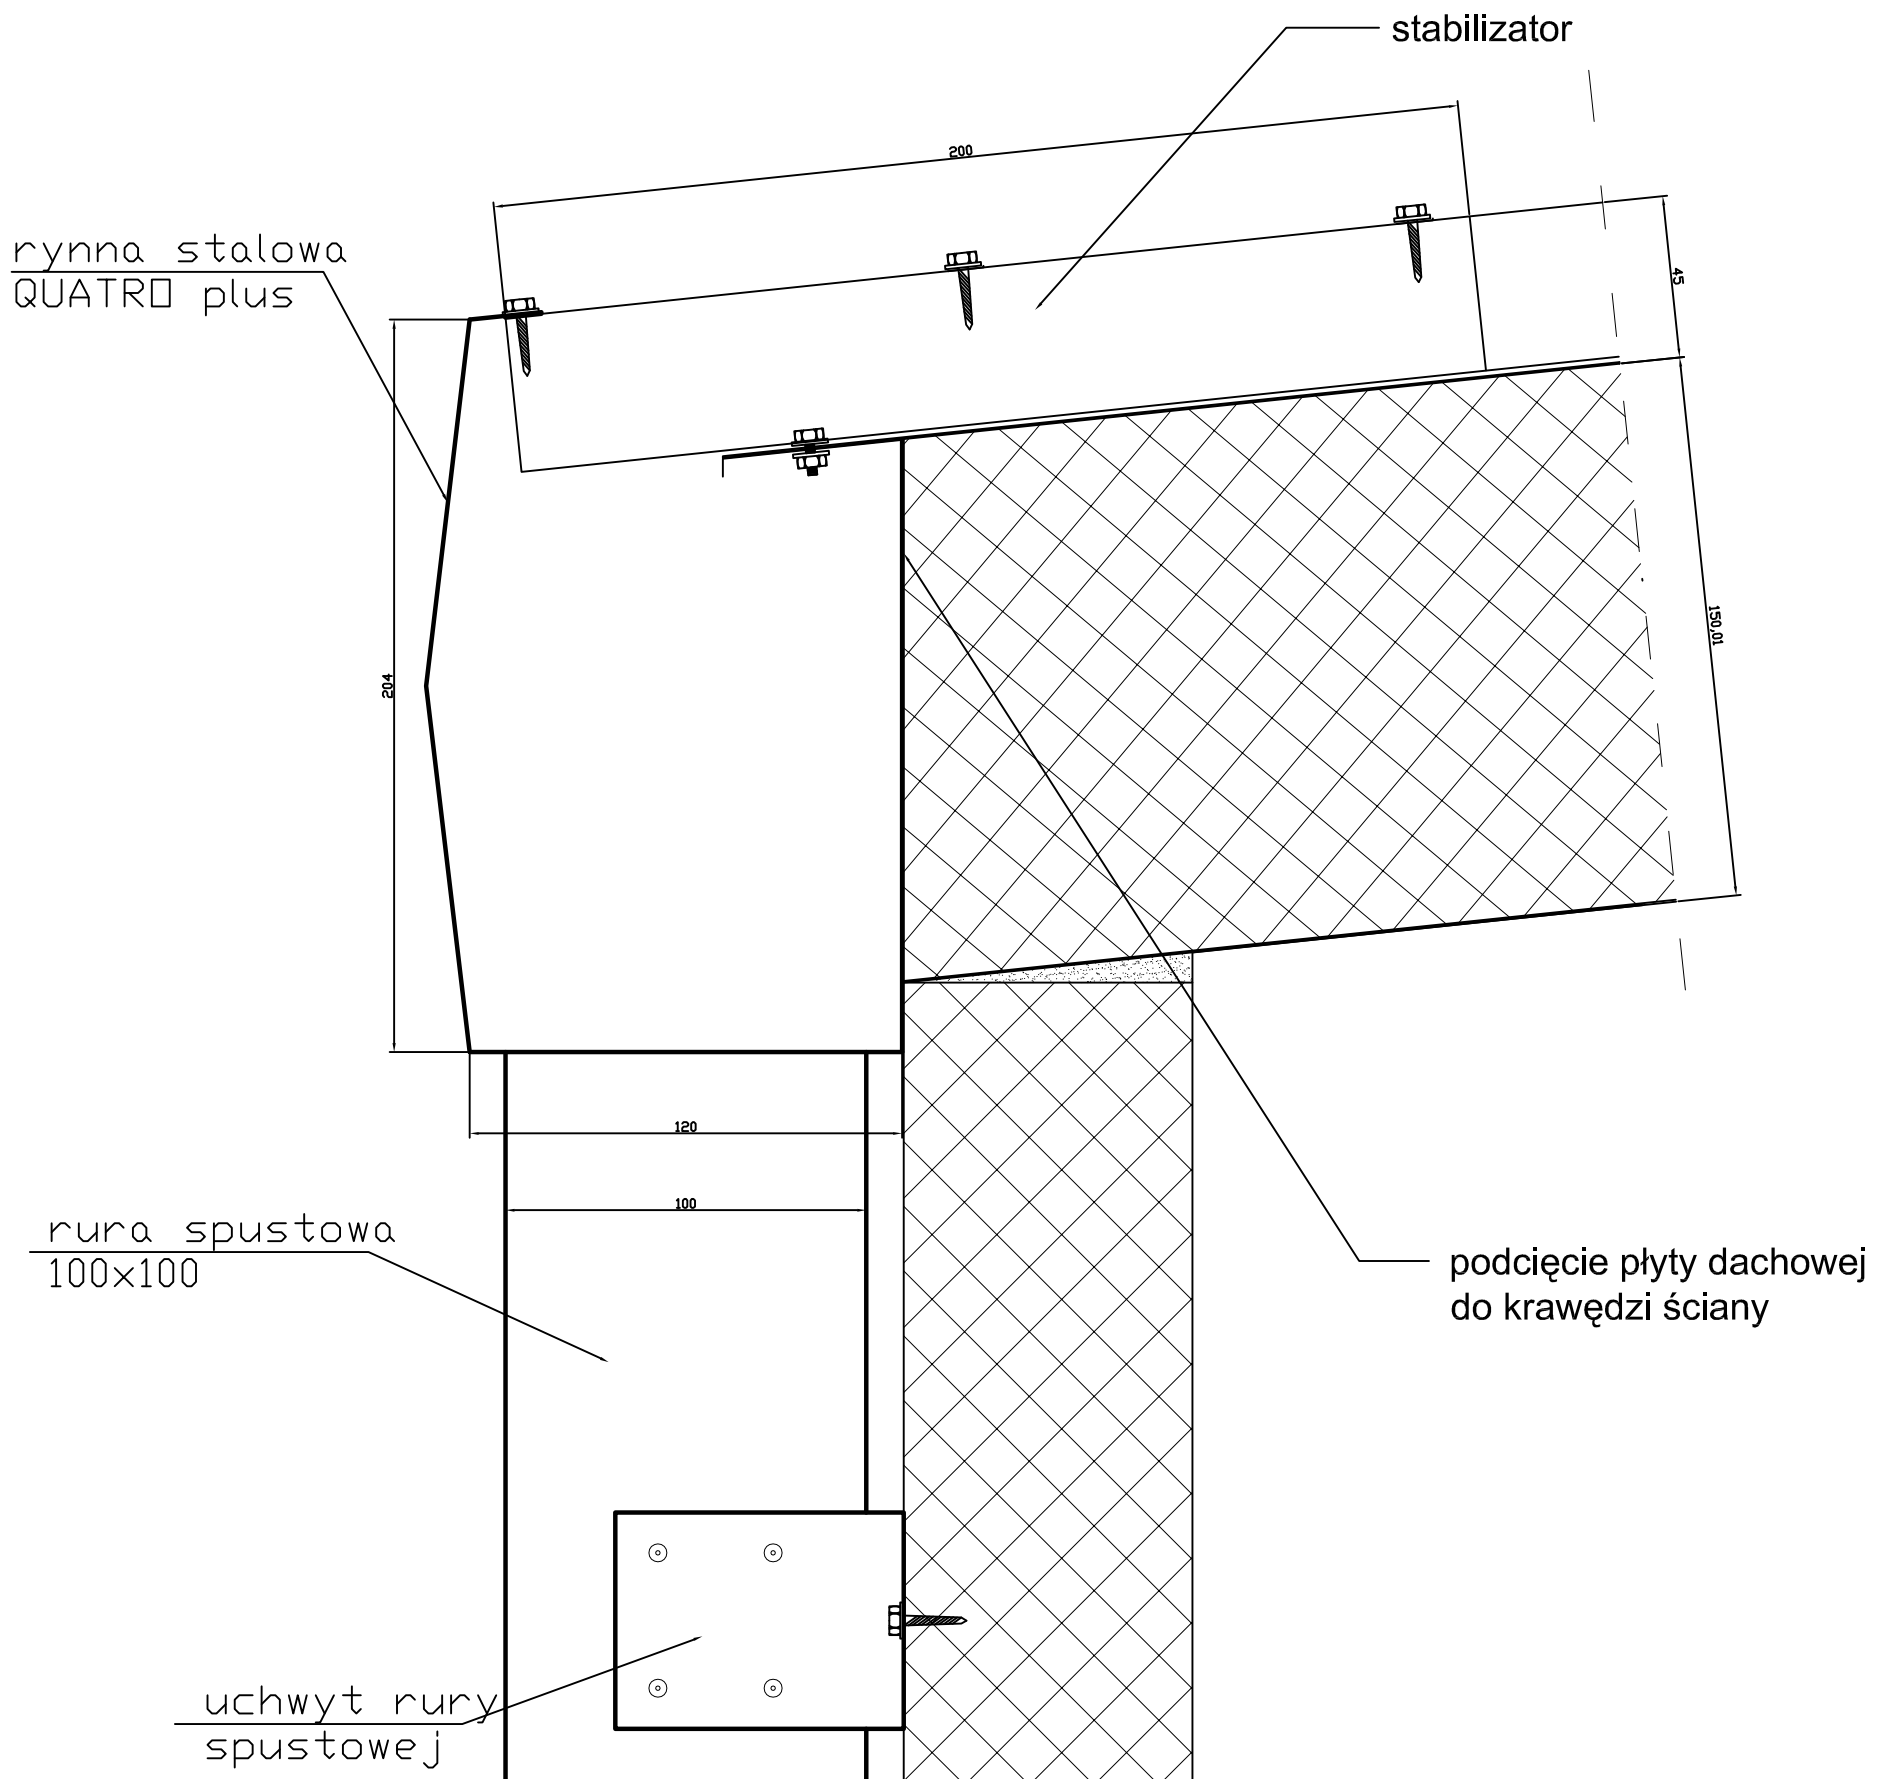 stabilizator
200
rynna stalowa
QUATRO plus
45
150,01
204
120
100
rura spustowa
100x100
podcięcie płyty dachowej
do krawędzi ściany
uchwyt rury
spustowej